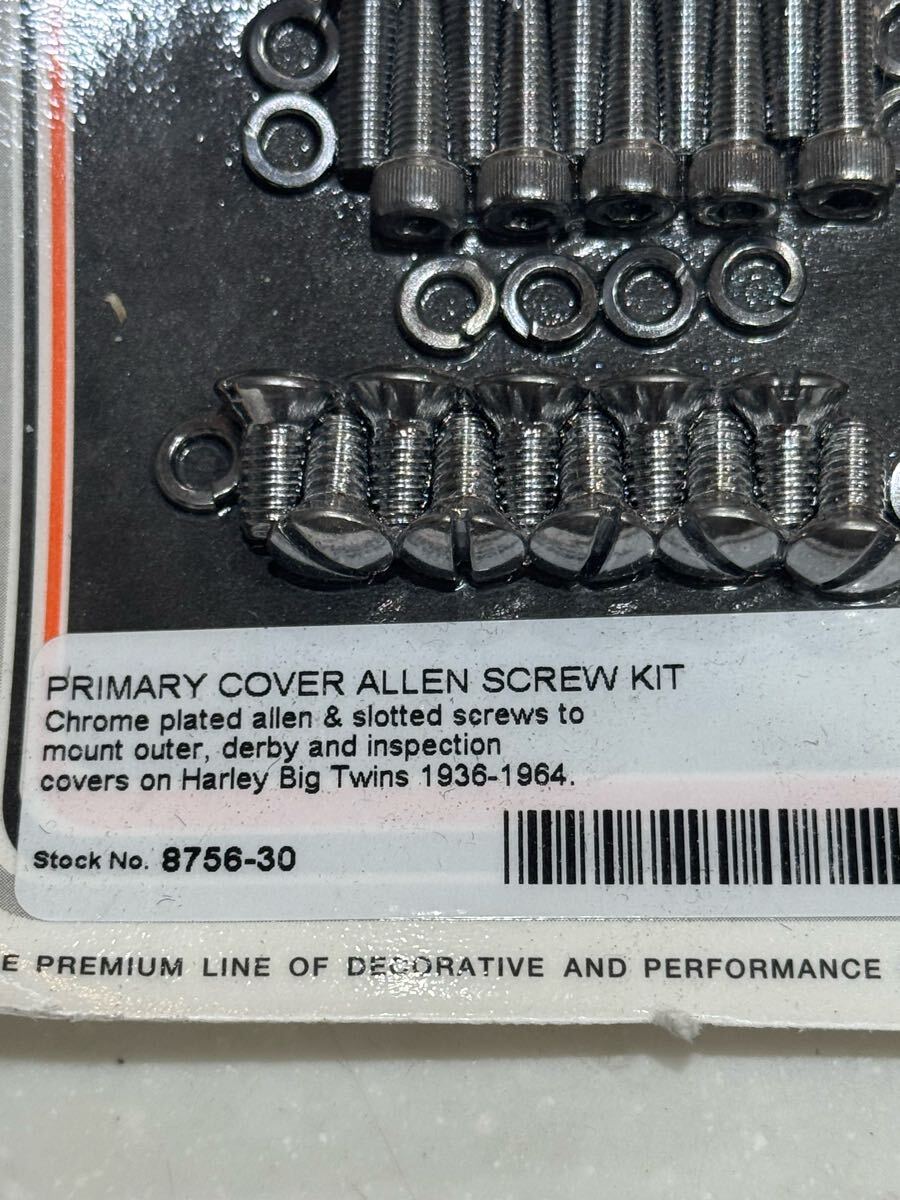 PRIMARY COVER ALLEN SCREW KIT
Chrome plated allen & slotted screws to
mount outer, derby and inspection
covers on Harley Big Twins 1936-1964.
Stock No. 8756-30
PREMIUM LINE OF DECORATIVE AND PERFORMANCE